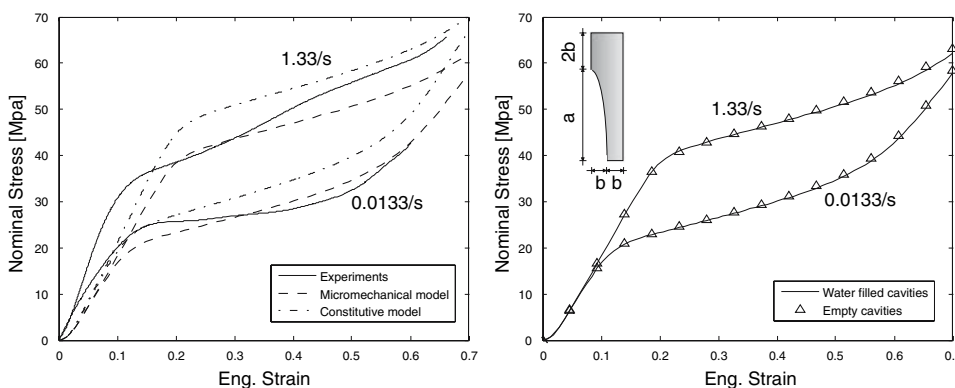 70
60
50
40
30
20
10
0
Nominal Stress [Mpa]
1.33/s
0.0133/s
Experiments
Micromechanical model
Constitutive model
0 0.1 0.2 0.3 0.4 0.5 0.6 0.7
Eng. Strain
70
60
50
40
30
20
10
0
Nominal Stress [Mpa]
2b
a
b b
1.33/s
0.0133/s
Water filled cavities
Empty cavities
0 0.1 0.2 0.3 0.4 0.5 0.6 0.
Eng. Strain